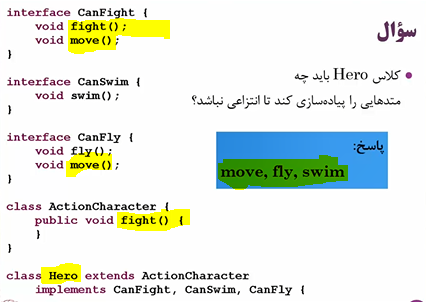 interface CanFight {
void fight();
void move();
}
interface CanSwim {
void swim();
}
interface CanFly {
void fly();
void move();
}
class ActionCharacter {
public void fight() {
}
}
class Hero extends ActionCharacter
implements CanFight, CanSwim, CanFly {
سؤال
• کلاس Hero باید چه
متدهایی را پیاده‌سازی کند تا انتزاعی نباشد؟
پاسخ:
move, fly, swim